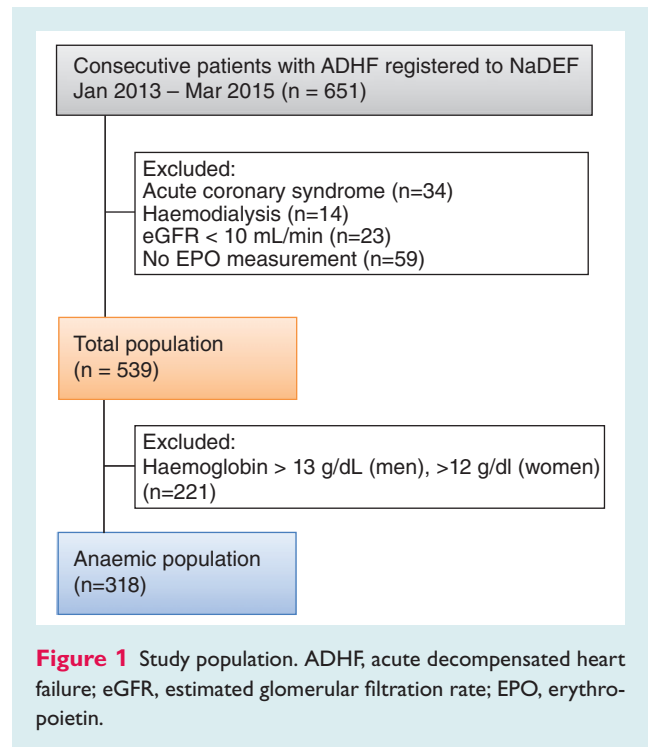 Consecutive patients with ADHF registered to NaDEF
Jan 2013 – Mar 2015 (n = 651)
Excluded:
Acute coronary syndrome (n=34)
Haemodialysis (n=14)
eGFR < 10 mL/min (n=23)
No EPO measurement (n=59)
Total population
(n = 539)
Excluded:
Haemoglobin > 13 g/dL (men), >12 g/dl (women)
(n=221)
Anaemic population
(n=318)
Figure 1 Study population. ADHF, acute decompensated heart
failure; eGFR, estimated glomerular filtration rate; EPO, erythro-
poietin.